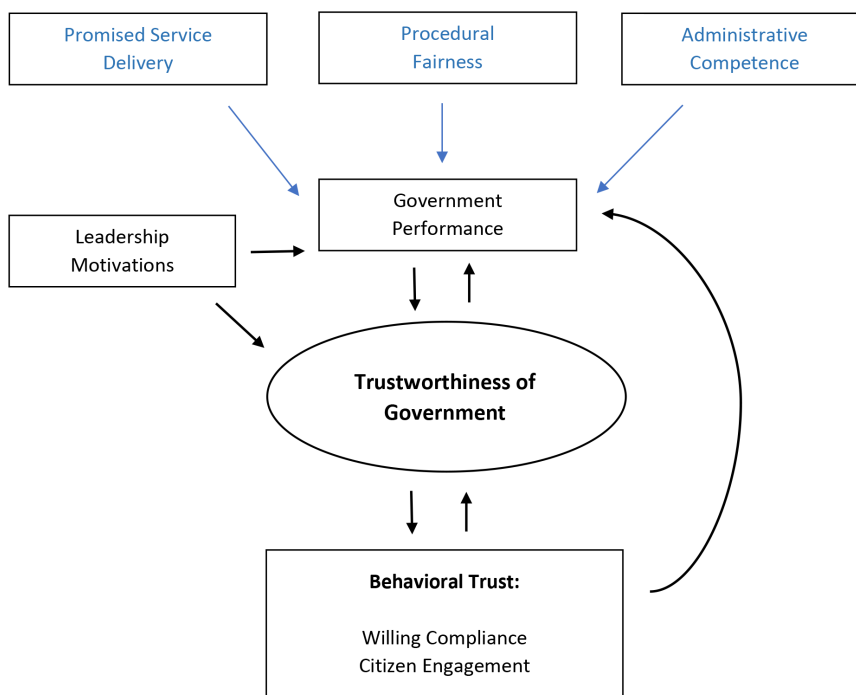 Promised Service
Delivery
Procedural
Fairness
Administrative
Competence
Government
Performance
Leadership
Motivations
Trustworthiness of
Government
Behavioral Trust:
Willing Compliance
Citizen Engagement